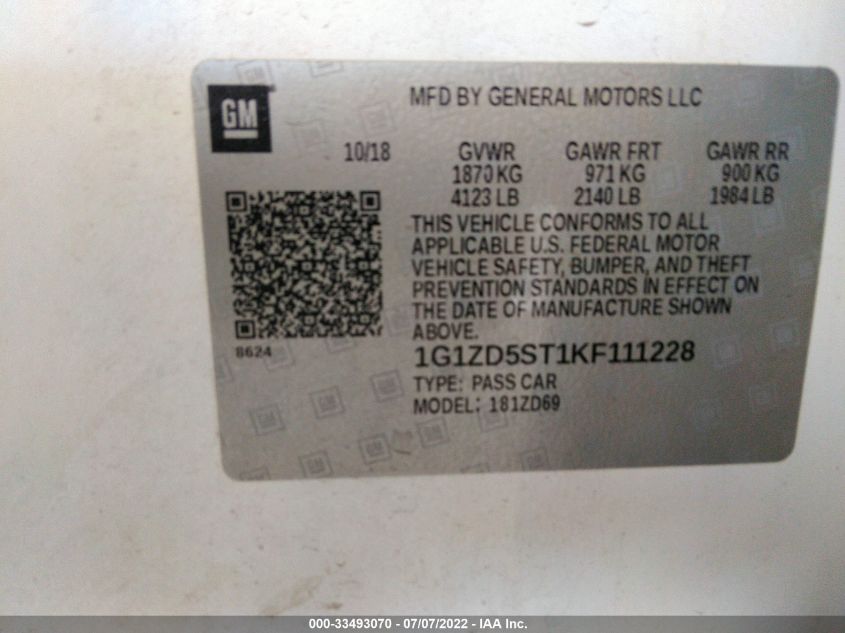 GM
MFD BY GENERAL MOTORS LLC
10/18 GVWR GAWR FRT GAWR RR
1870 KG 971 KG 900 KG
4123 LB 2140 LB 1984 LB
THIS VEHICLE CONFORMS TO ALL
APPLICABLE U.S. FEDERAL MOTOR
VEHICLE SAFETY, BUMPER, AND THEFT
PREVENTION STANDARDS IN EFFECT ON
THE DATE OF MANUFACTURE SHOWN
ABOVE.
8624
1G1ZD5ST1KF111228
TYPE: PASS CAR
MODEL: 181ZD69
000-33493070 - 07/07/2022 - IAA Inc.